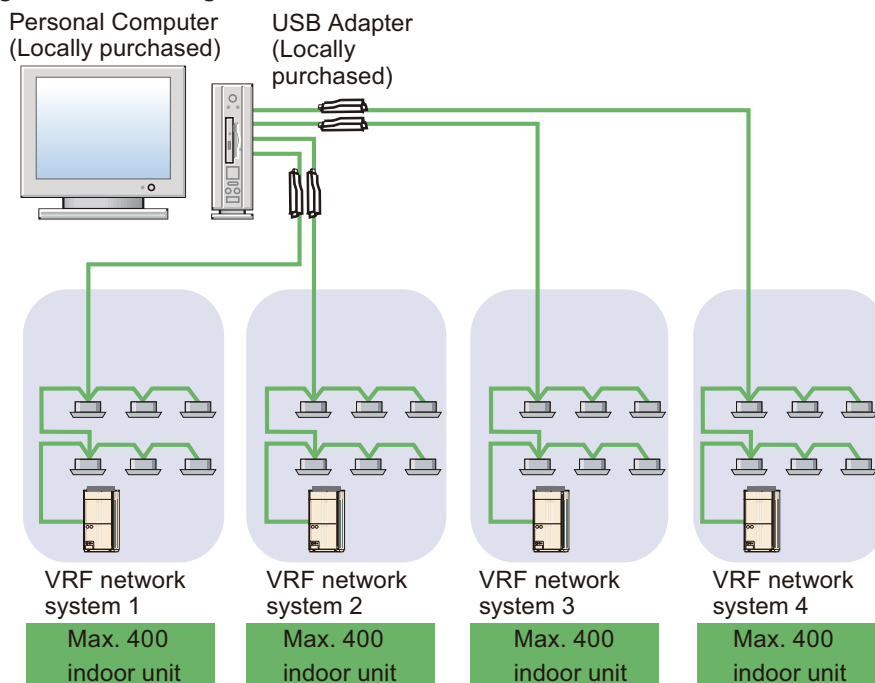 Personal Computer
(Locally purchased)
USB Adapter
(Locally
purchased)
VRF network
system 1
VRF network
system 2
VRF network
system 3
VRF network
system 4
Max. 400
indoor unit
Max. 400
indoor unit
Max. 400
indoor unit
Max. 400
indoor unit